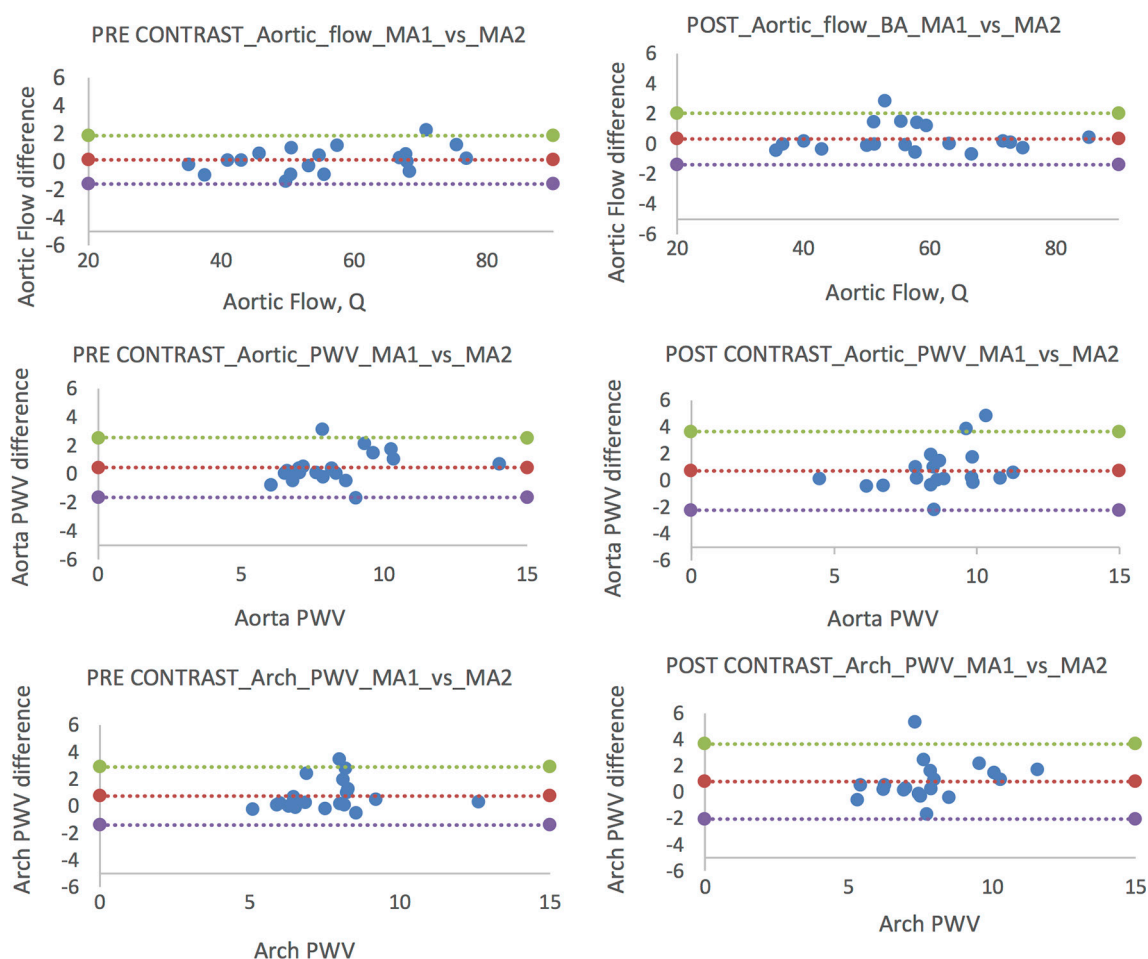 PRE CONTRAST_Aortic_flow_MA1_vs_MA2
Aortic Flow difference
6
4
2
0
-2
-4
-6
20 40 60 80
Aortic Flow, Q
POST_Aortic_flow_BA_MA1_vs_MA2
Aortic Flow difference
6
4
2
0
-2
-4
-6
20 40 60 80
Aortic Flow, Q
PRE CONTRAST_Aortic_PWV_MA1_vs_MA2
Aorta PWV difference
6
4
2
0
-2
-4
-6
0 5 10 15
Aorta PWV
POST CONTRAST_Aortic_PWV_MA1_vs_MA2
Aorta PWV difference
6
4
2
0
-2
-4
-6
0 5 10 15
Aorta PWV
PRE CONTRAST_Arch_PWV_MA1_vs_MA2
Arch PWV difference
6
4
2
0
-2
-4
-6
0 5 10 15
Arch PWV
POST CONTRAST_Arch_PWV_MA1_vs_MA2
Arch PWV difference
6
4
2
0
-2
-4
-6
0 5 10 15
Arch PWV